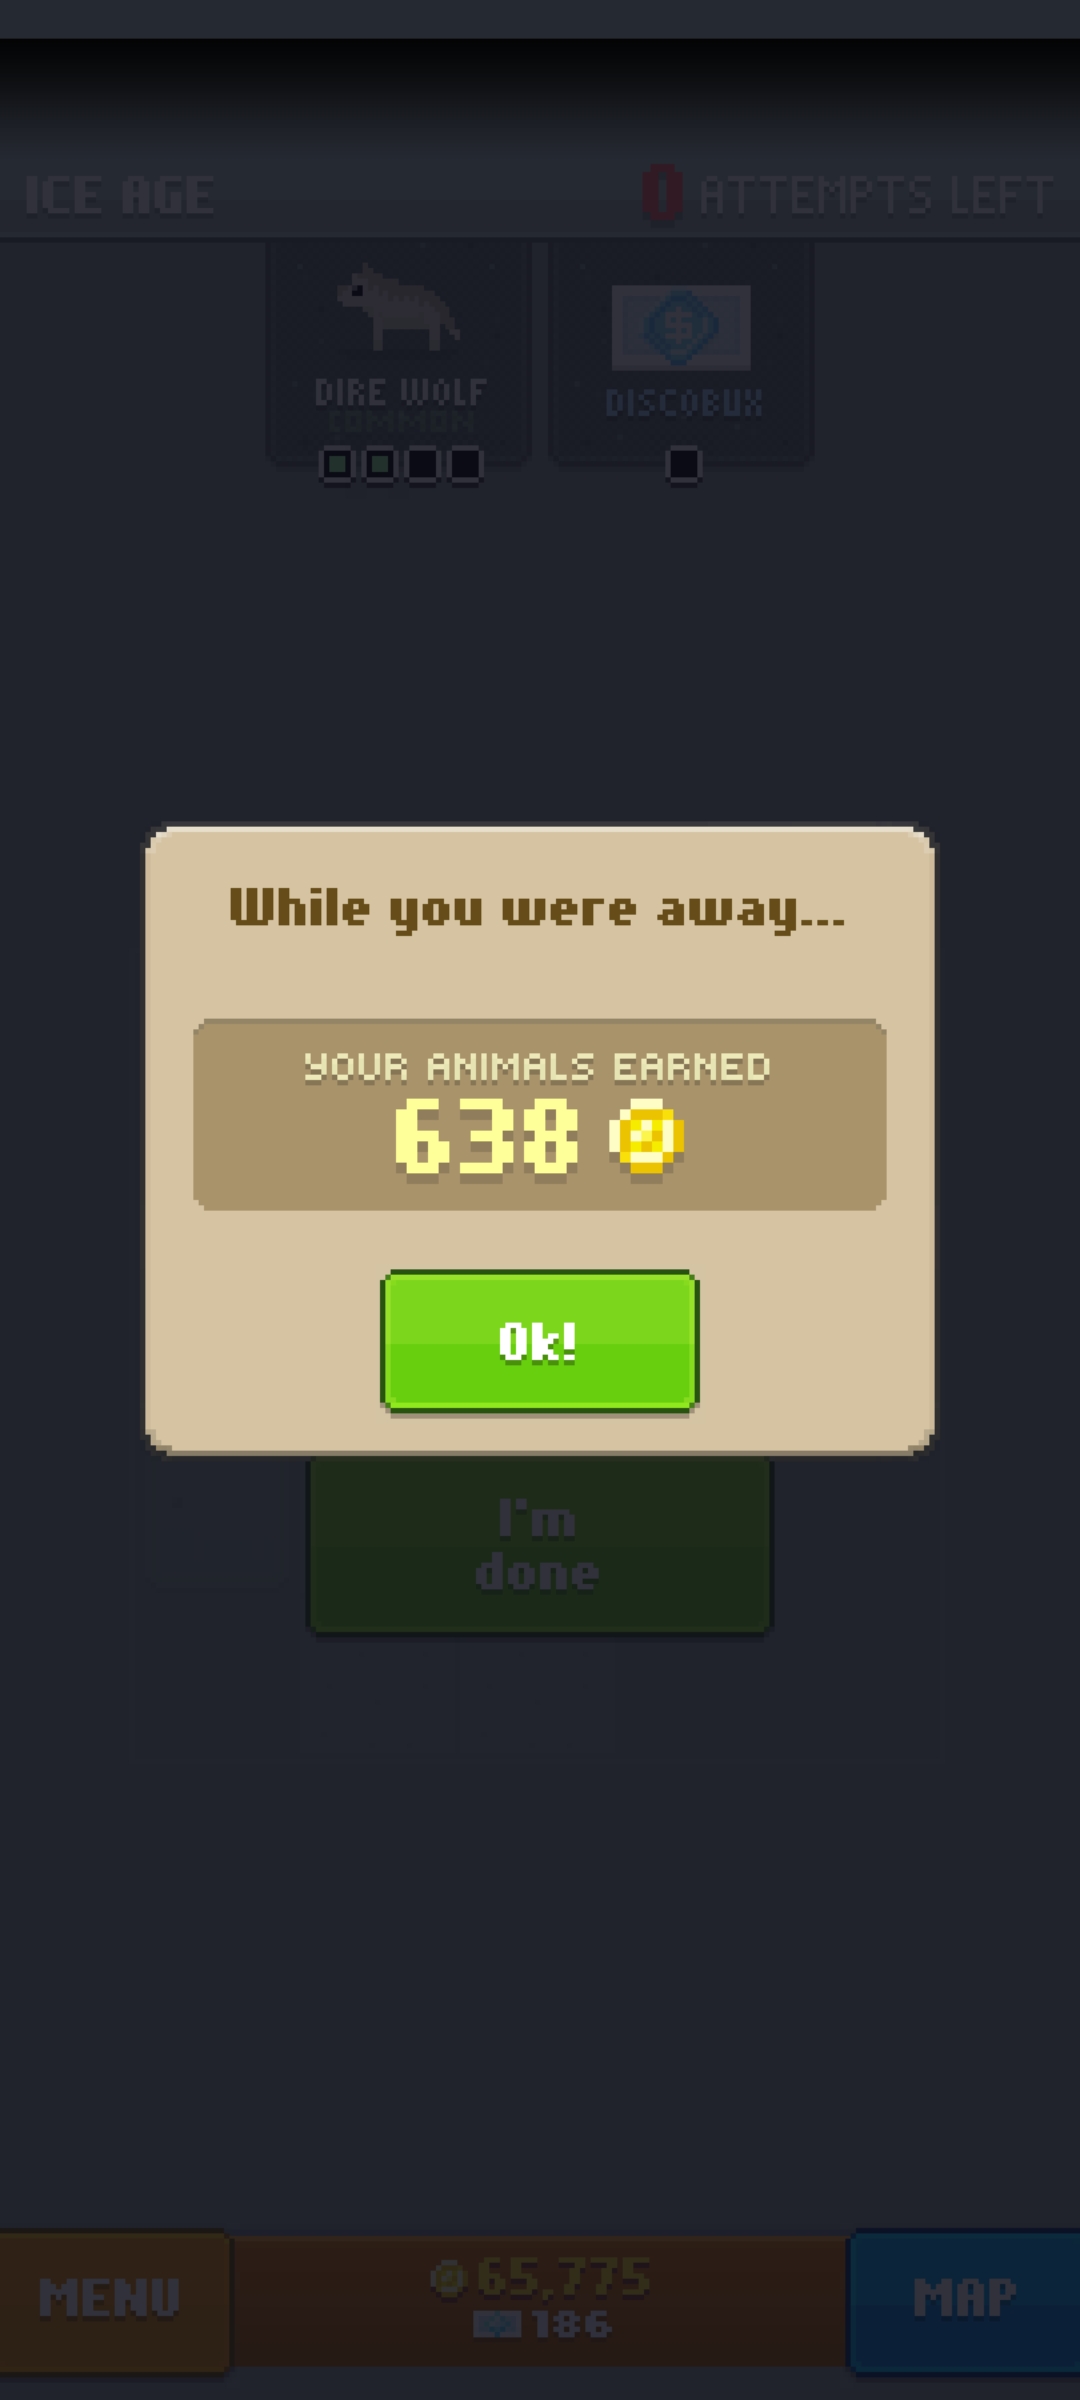 ICE AGE
0 ATTEMPTS LEFT
DIRE WOLF
COMMON
$
DISCOBUX
While you were away...
YOUR ANIMALS EARNED
638
Ok!
I'm
done
MENU
65,775
186
MAP